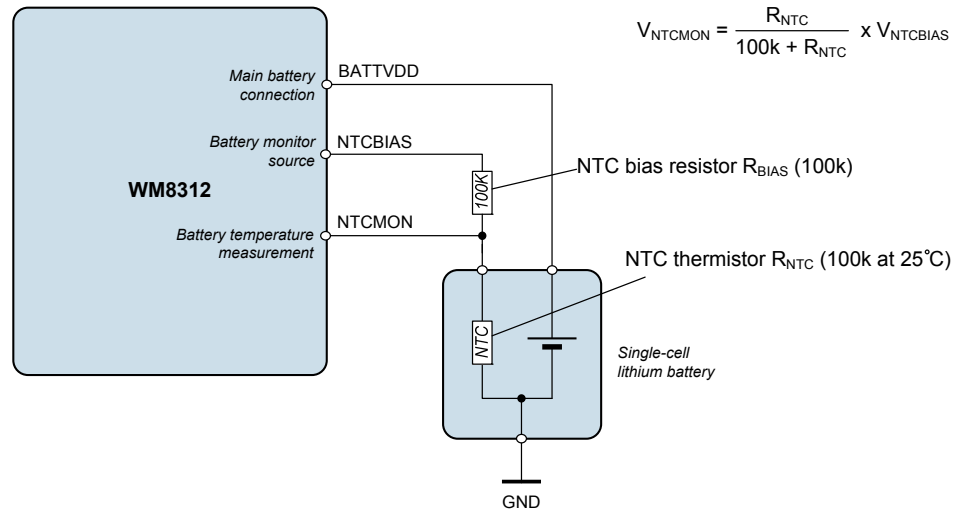 V_NTCMON = R_NTC / (100k + R_NTC) x V_NTCBIAS
Main battery
connection
BATTVDD
Battery monitor
source
NTCBIAS
WM8312
100K
NTC bias resistor R_BIAS (100k)
Battery temperature
measurement
NTCMON
NTC thermistor R_NTC (100k at 25°C)
NTC
Single-cell
lithium battery
GND